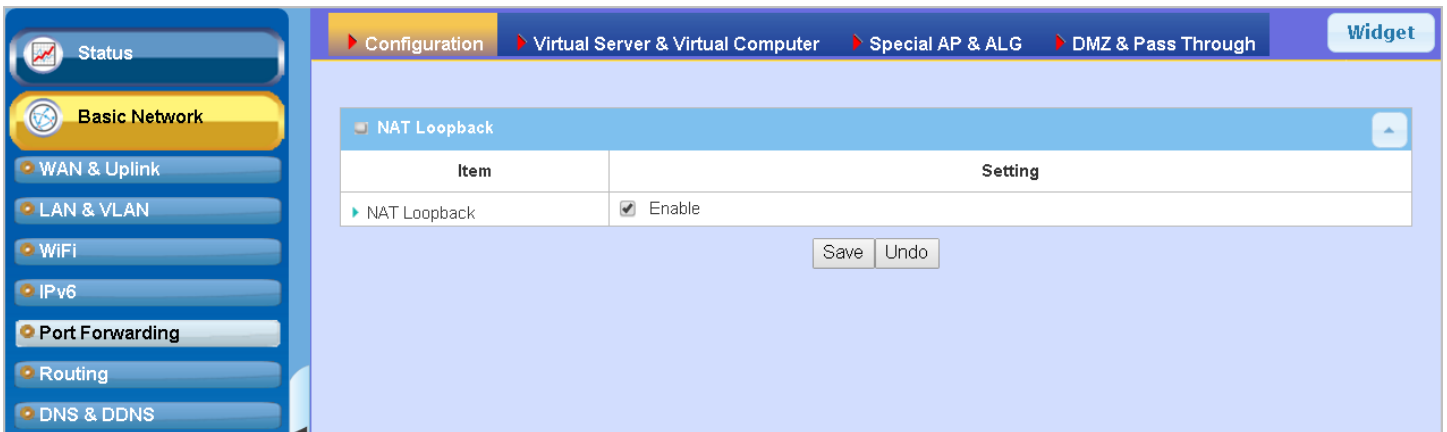 Status
Basic Network
WAN & Uplink
LAN & VLAN
WiFi
IPv6
Port Forwarding
Routing
DNS & DDNS
Configuration Virtual Server & Virtual Computer Special AP & ALG DMZ & Pass Through Widget
NAT Loopback
Item Setting
NAT Loopback Enable
Save Undo